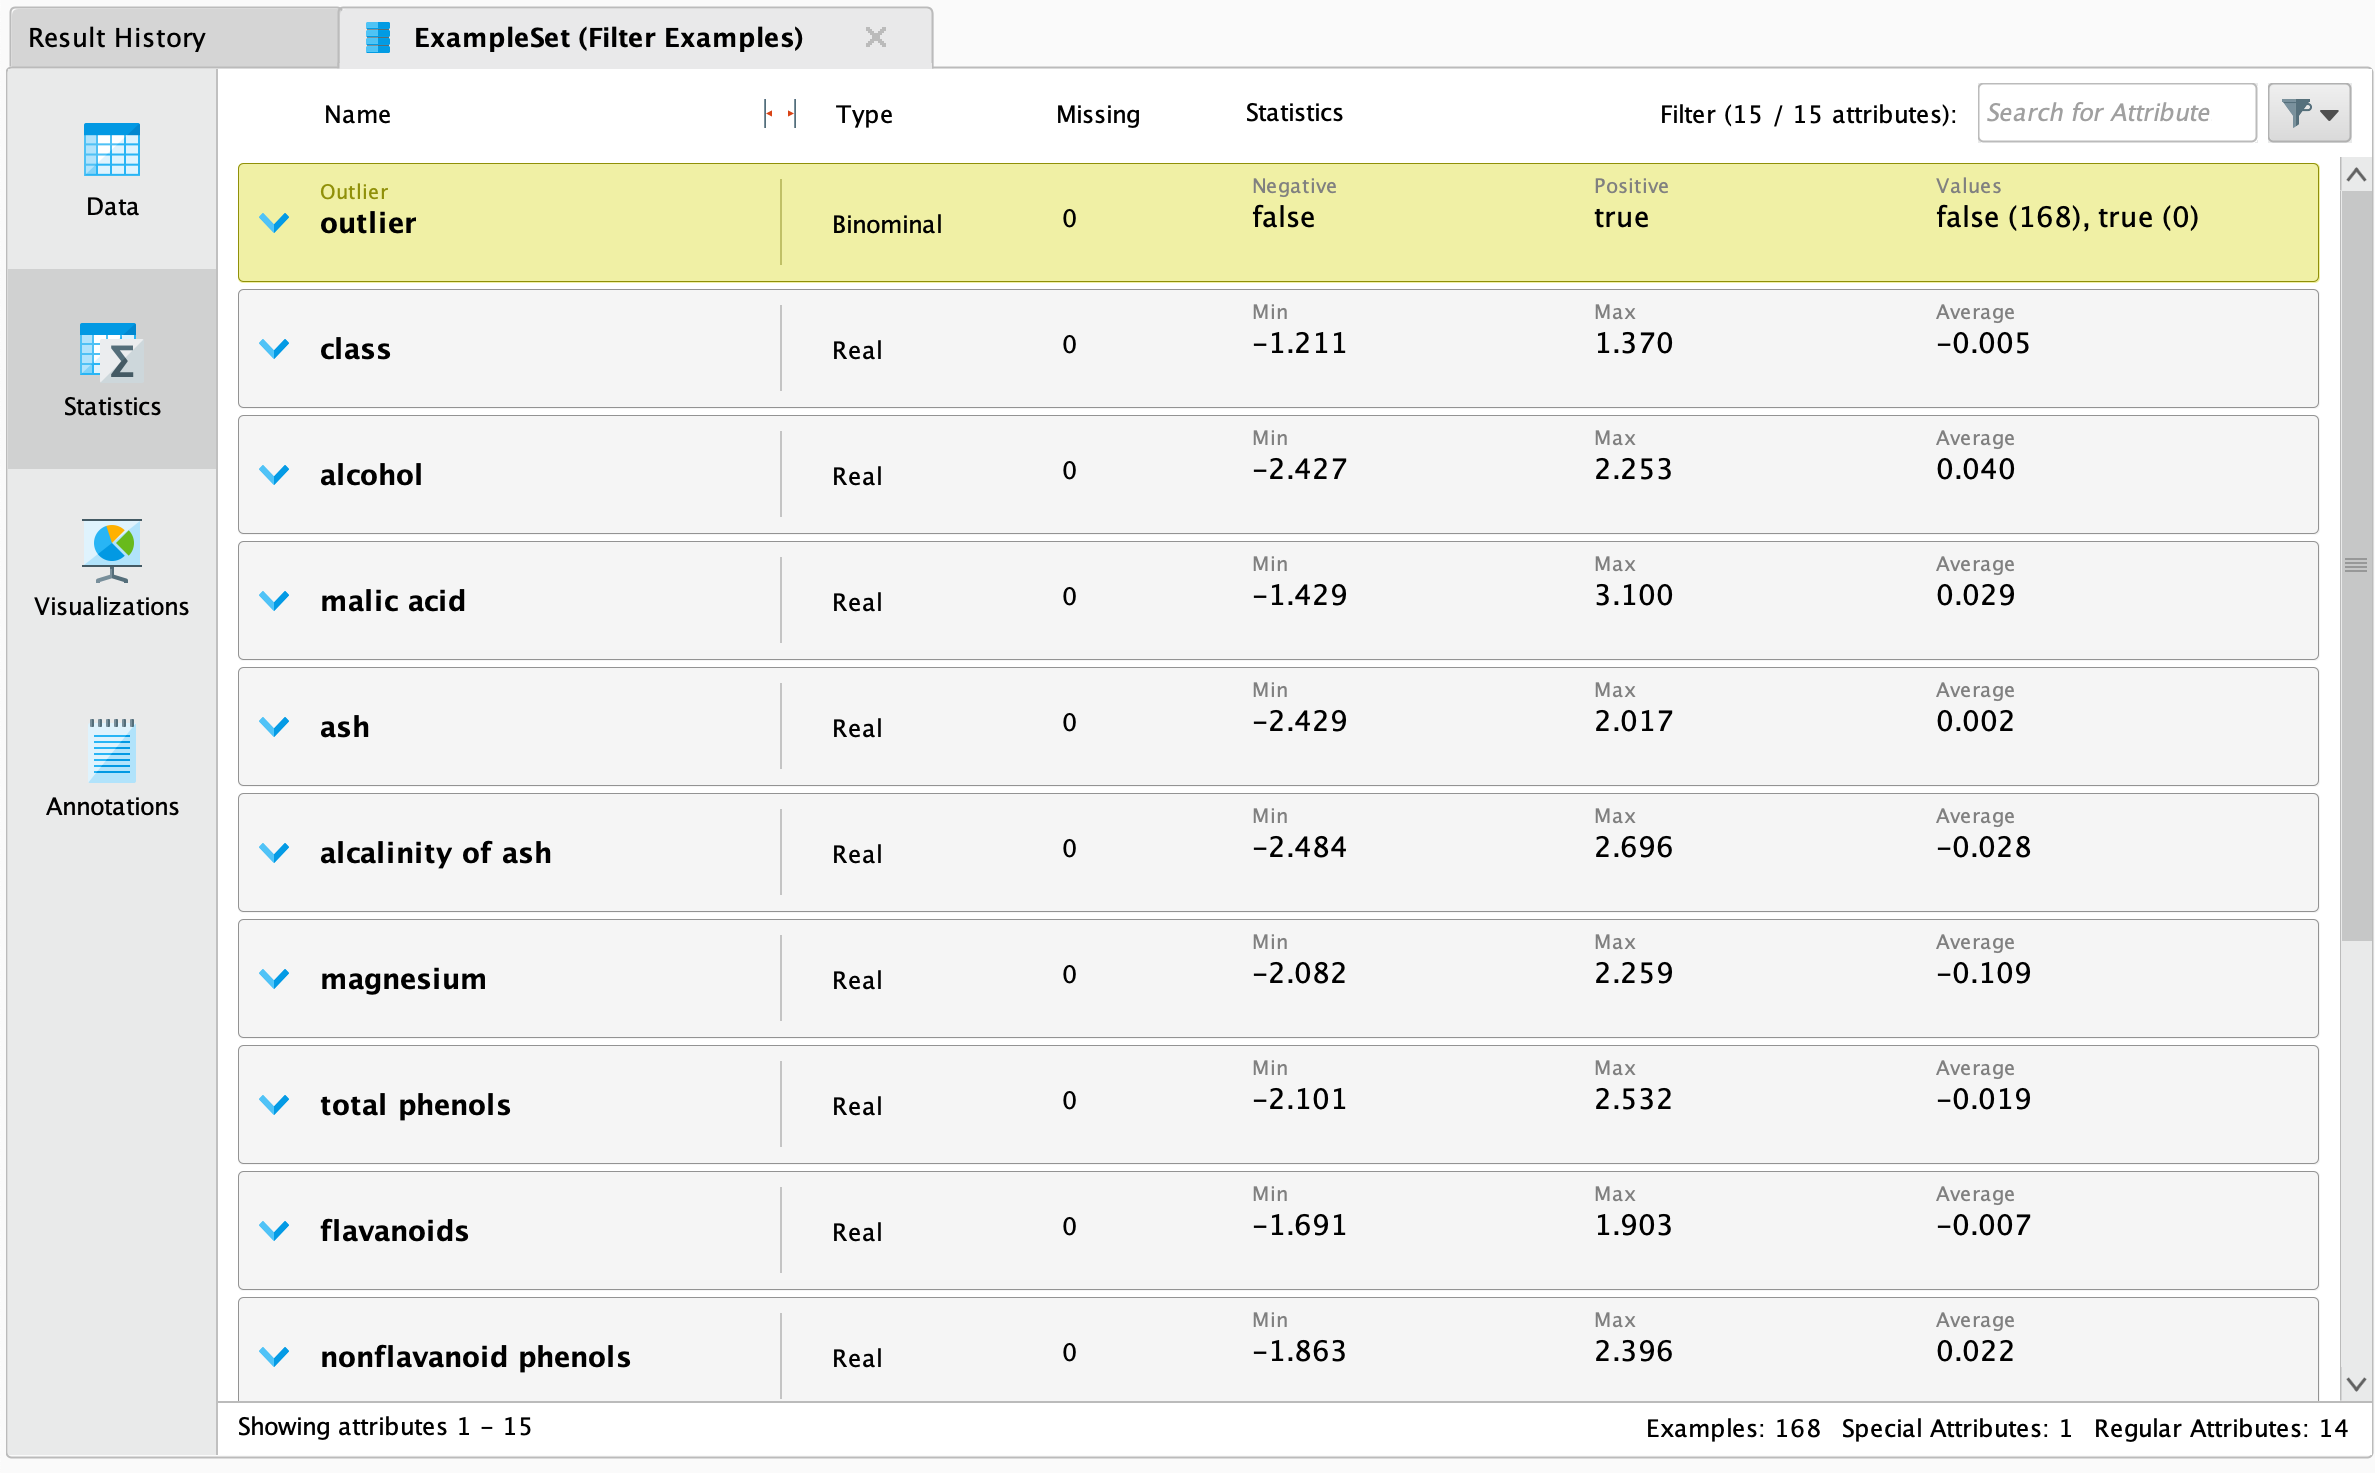 Result History
ExampleSet (Filter Examples)
Data
Statistics
Visualizations
Annotations
Name Type Missing Statistics Filter (15 / 15 attributes): Search for Attribute
Outlier Negative Positive Values
outlier Binominal 0 false true false (168), true (0)
Min Max Average
class Real 0 −1.211 1.370 −0.005
Min Max Average
alcohol Real 0 −2.427 2.253 0.040
Min Max Average
malic acid Real 0 −1.429 3.100 0.029
Min Max Average
ash Real 0 −2.429 2.017 0.002
Min Max Average
alcalinity of ash Real 0 −2.484 2.696 −0.028
Min Max Average
magnesium Real 0 −2.082 2.259 −0.109
Min Max Average
total phenols Real 0 −2.101 2.532 −0.019
Min Max Average
flavanoids Real 0 −1.691 1.903 −0.007
Min Max Average
nonflavanoid phenols Real 0 −1.863 2.396 0.022
Showing attributes 1 − 15 Examples: 168 Special Attributes: 1 Regular Attributes: 14